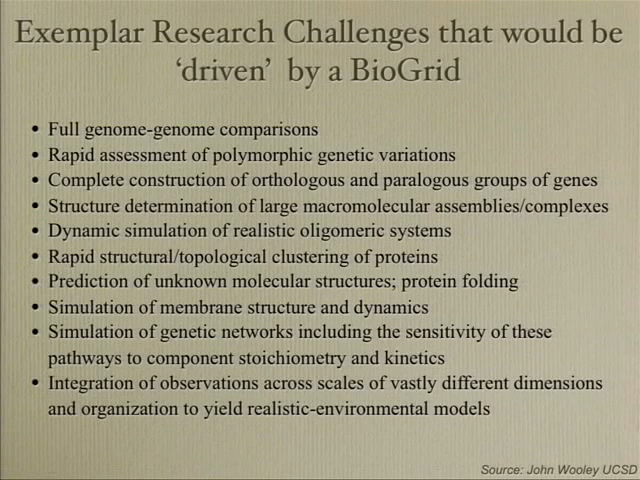 Exemplar Research Challenges that would be
‘driven’ by a BioGrid
• Full genome-genome comparisons
• Rapid assessment of polymorphic genetic variations
• Complete construction of orthologous and paralogous groups of genes
• Structure determination of large macromolecular assemblies/complexes
• Dynamic simulation of realistic oligomeric systems
• Rapid structural/topological clustering of proteins
• Prediction of unknown molecular structures; protein folding
• Simulation of membrane structure and dynamics
• Simulation of genetic networks including the sensitivity of these
pathways to component stoichiometry and kinetics
• Integration of observations across scales of vastly different dimensions
and organization to yield realistic-environmental models
Source: John Wooley UCSD